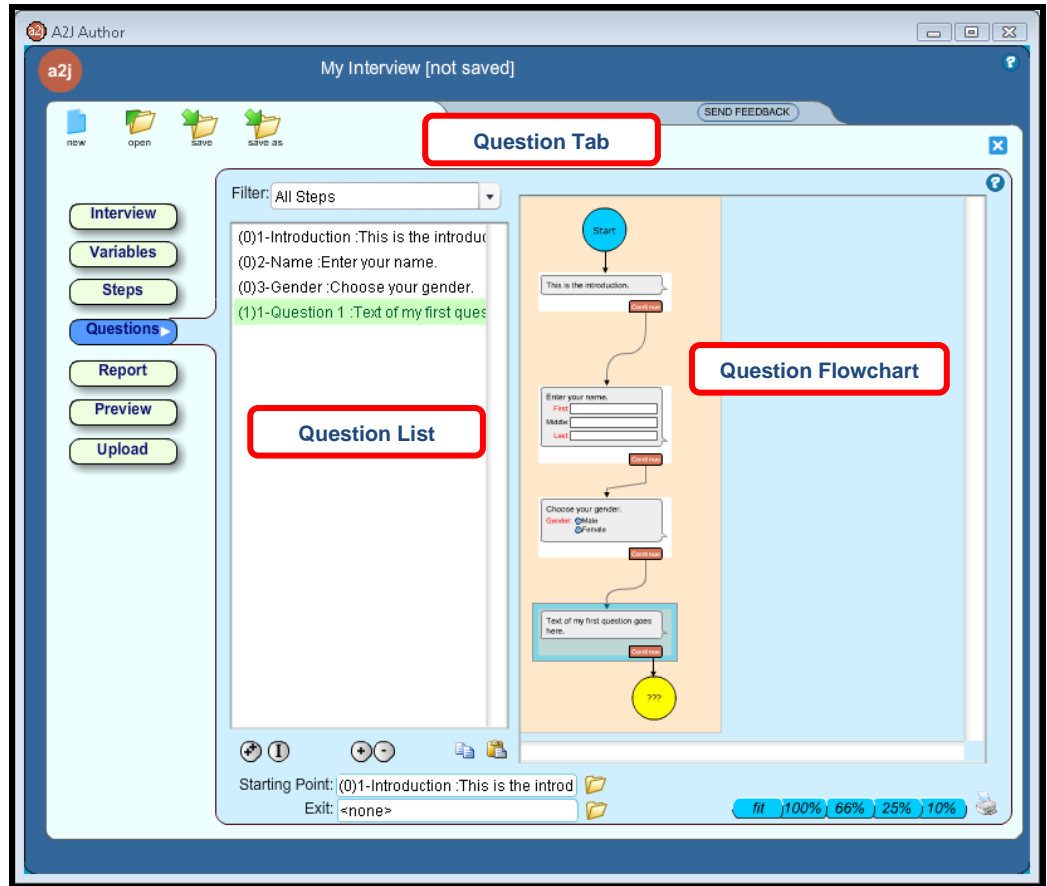 a2j A2J Author
a2j
My Interview [not saved]
?
new
open
save
save as
SEND FEEDBACK
Question Tab
?
Interview
Variables
Steps
Questions
Report
Preview
Upload
Filter: All Steps
(0)1-Introduction :This is the introduc
(0)2-Name :Enter your name.
(0)3-Gender :Choose your gender.
(1)1-Question 1 :Text of my first ques
Question List
Start
This is the introduction.
Continue
Enter your name.
First
Middle
Last
Continue
Choose your gender.
Gender: Male
Female
Continue
Text of my first question goes
here.
Continue
???
Question Flowchart
Starting Point: (0)1-Introduction :This is the introd
Exit: <none>
fit 100% 66% 25% 10%